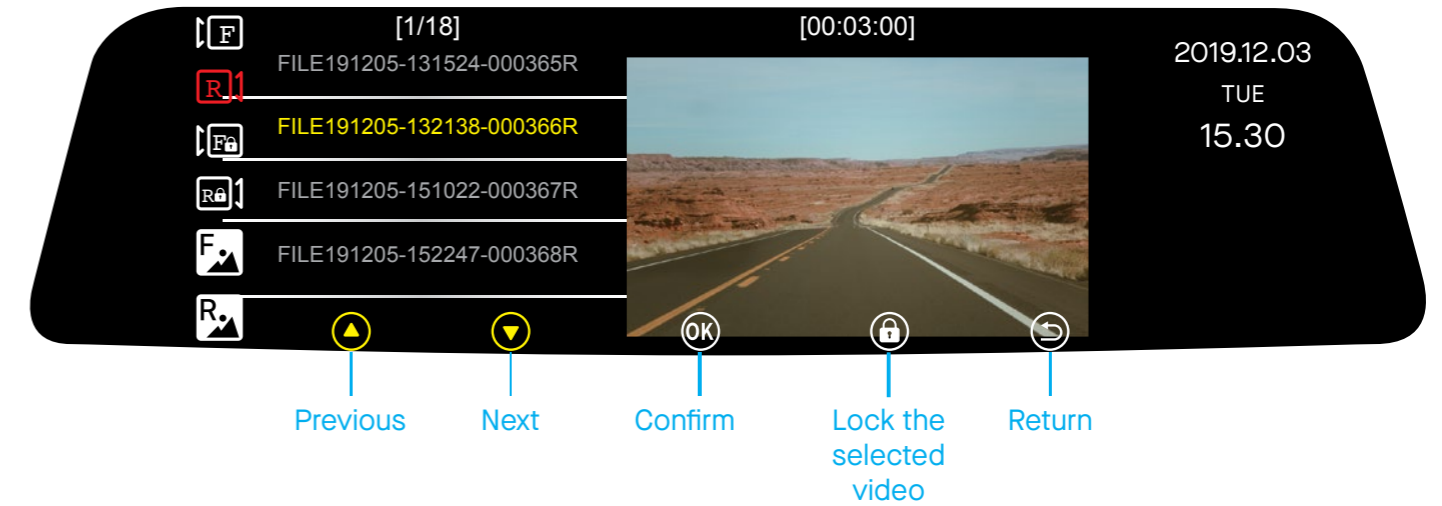 F
[1/18]
[00:03:00]
FILE191205-131524-000365R
R
FILE191205-132138-000366R
F
FILE191205-151022-000367R
R
FILE191205-152247-000368R
F
R
2019.12.03
TUE
15.30
OK
Previous
Next
Confirm
Lock the
selected
video
Return